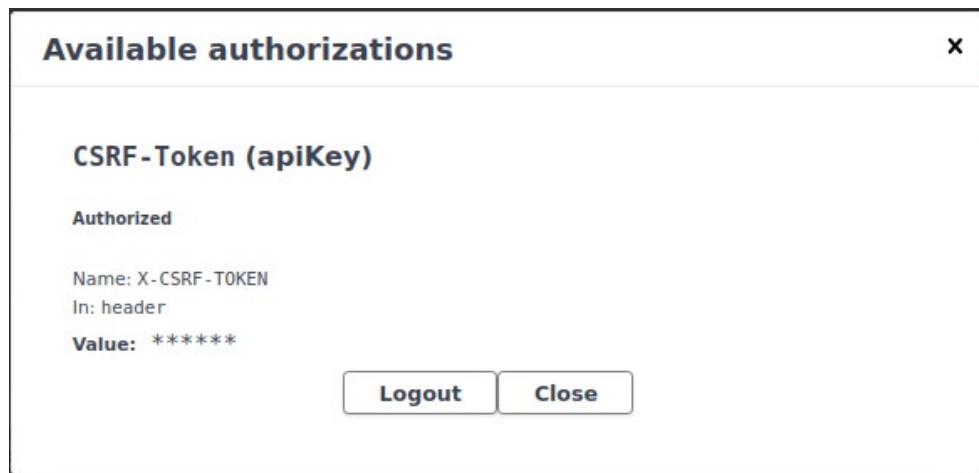 Available authorizations x
CSRF-Token (apiKey)
Authorized
Name: X-CSRF-TOKEN
In: header
Value: ******
Logout Close